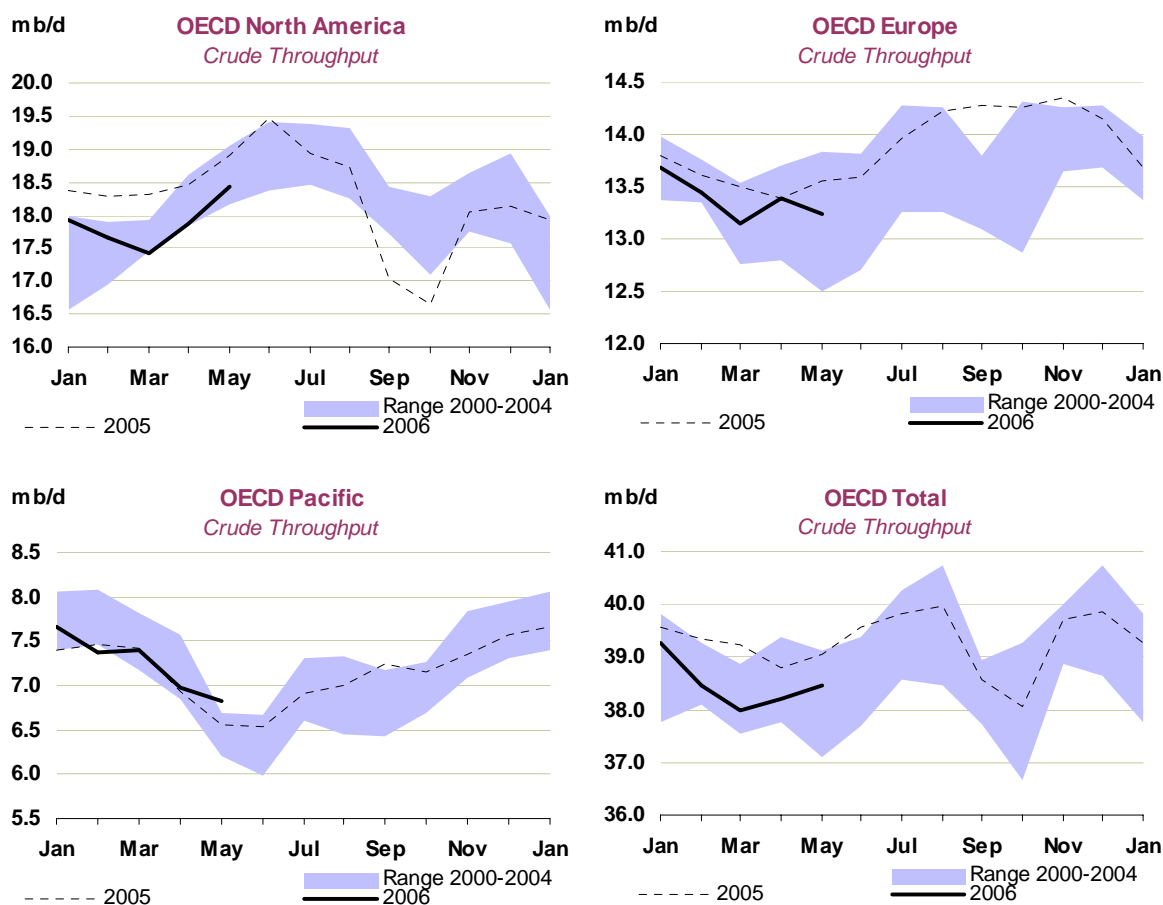 mb/d
OECD North America
Crude Throughput
20.0
19.5
19.0
18.5
18.0
17.5
17.0
16.5
16.0
Jan Mar May Jul Sep Nov Jan
Range 2000-2004
2005
2006
mb/d
OECD Europe
Crude Throughput
14.5
14.0
13.5
13.0
12.5
12.0
Jan Mar May Jul Sep Nov Jan
Range 2000-2004
2005
2006
mb/d
OECD Pacific
Crude Throughput
8.5
8.0
7.5
7.0
6.5
6.0
5.5
Jan Mar May Jul Sep Nov Jan
Range 2000-2004
2005
2006
mb/d
OECD Total
Crude Throughput
41.0
40.0
39.0
38.0
37.0
36.0
Jan Mar May Jul Sep Nov Jan
Range 2000-2004
2005
2006